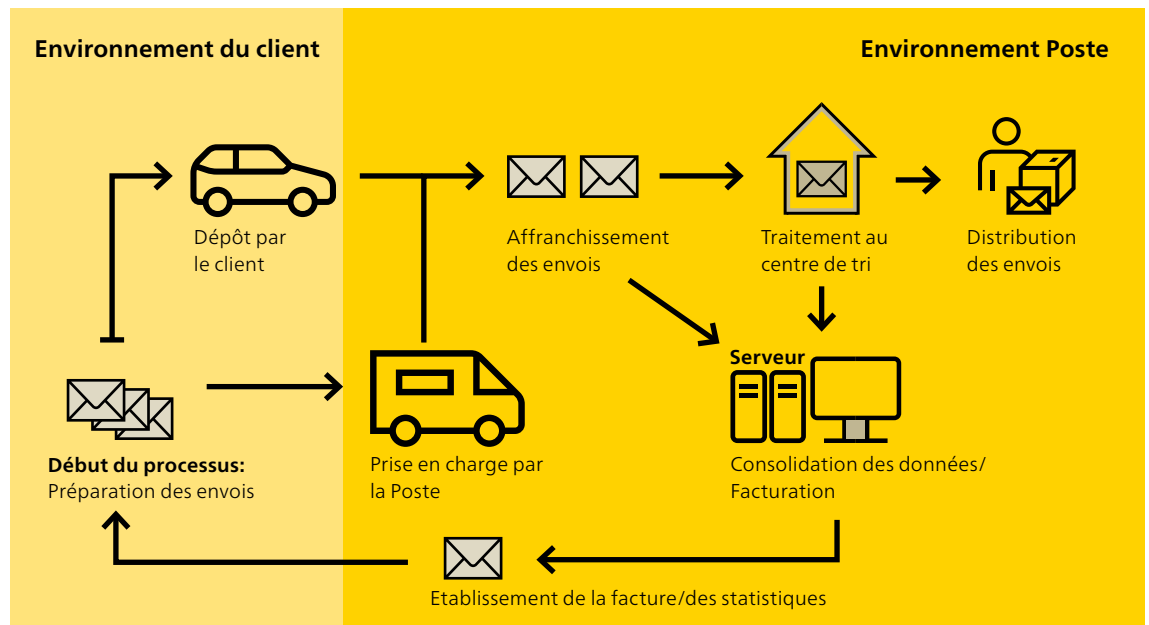 Environnement du client
Environnement Poste
Dépôt par
le client
Affranchissement
des envois
Traitement au
centre de tri
Distribution
des envois
Serveur
Début du processus:
Préparation des envois
Prise en charge par
la Poste
Consolidation des données/
Facturation
Etablissement de la facture/des statistiques